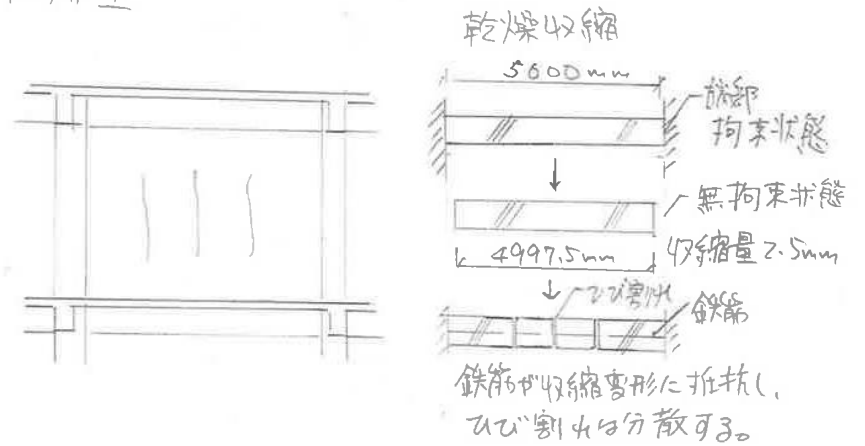 乾燥収縮
5000mm
端部
拘束状態
無拘束状態
4997.5mm
収縮量2.5mm
ひび割れ
鉄筋
鉄筋が収縮変形に抵抗し、
ひび割れは分散する。